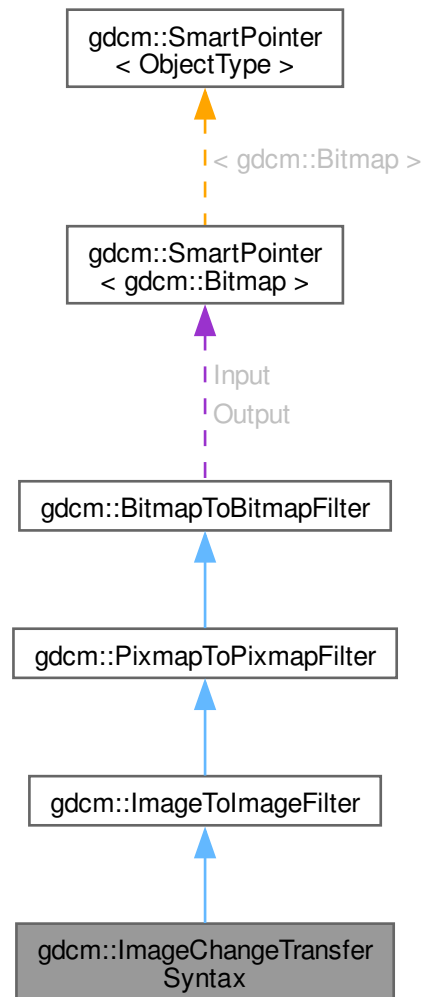 gdcm::SmartPointer
< ObjectType >
< gdcm::Bitmap >
gdcm::SmartPointer
< gdcm::Bitmap >
Input
Output
gdcm::BitmapToBitmapFilter
gdcm::PixmapToPixmapFilter
gdcm::ImageToImageFilter
gdcm::ImageChangeTransfer
Syntax